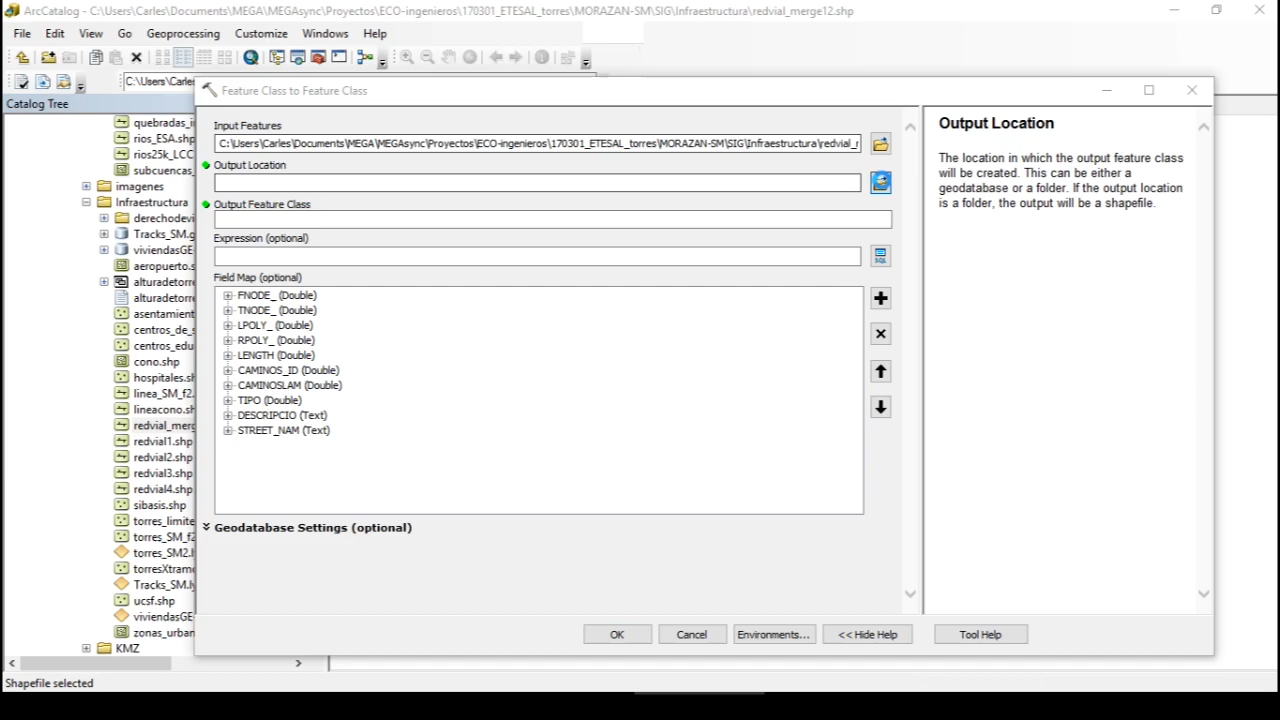 ArcCatalog - C:\Users\Carles\Documents\MEGA\MEGAsync\Proyectos\ECO-ingenieros\170301_ETESAL_torres\MORAZAN-SM\SIG\Infraestructura\redvial_merge12.shp
File Edit View Go Geoprocessing Customize Windows Help
C:\Users\Carles
Catalog Tree
quebradas_i
rios_ESA.shp
rios25k_LCC
subcuencas_
imagenes
Infraestructura
derechodevi
Tracks_SM.g
viviendasGE
aeropuerto.s
alturadetorre
alturadetorre
asentamient
centros_de_s
centros_edu
cono.shp
hospitales.sh
linea_SM_f2.
lineacono.sh
redvial_merg
redvial1.shp
redvial2.shp
redvial3.shp
redvial4.shp
sibasis.shp
torres_limite
torres_SM_f2
torres_SM2.l
torresXtramo
Tracks_SM.ly
ucsf.shp
viviendasGE
zonas_urban
KMZ
Shapefile selected
Feature Class to Feature Class
Input Features
C:\Users\Carles\Documents\MEGA\MEGAsync\Proyectos\ECO-ingenieros\170301_ETESAL_torres\MORAZAN-SM\SIG\Infraestructura\redvial_r
Output Location
Output Feature Class
Expression (optional)
SQL
Field Map (optional)
FNODE_ (Double)
TNODE_ (Double)
LPOLY_ (Double)
RPOLY_ (Double)
LENGTH (Double)
CAMINOS_ID (Double)
CAMINOSLAM (Double)
TIPO (Double)
DESCRIPCIO (Text)
STREET_NAM (Text)
Geodatabase Settings (optional)
OK Cancel Environments... << Hide Help Tool Help
Output Location
The location in which the output feature class
will be created. This can be either a
geodatabase or a folder. If the output location
is a folder, the output will be a shapefile.